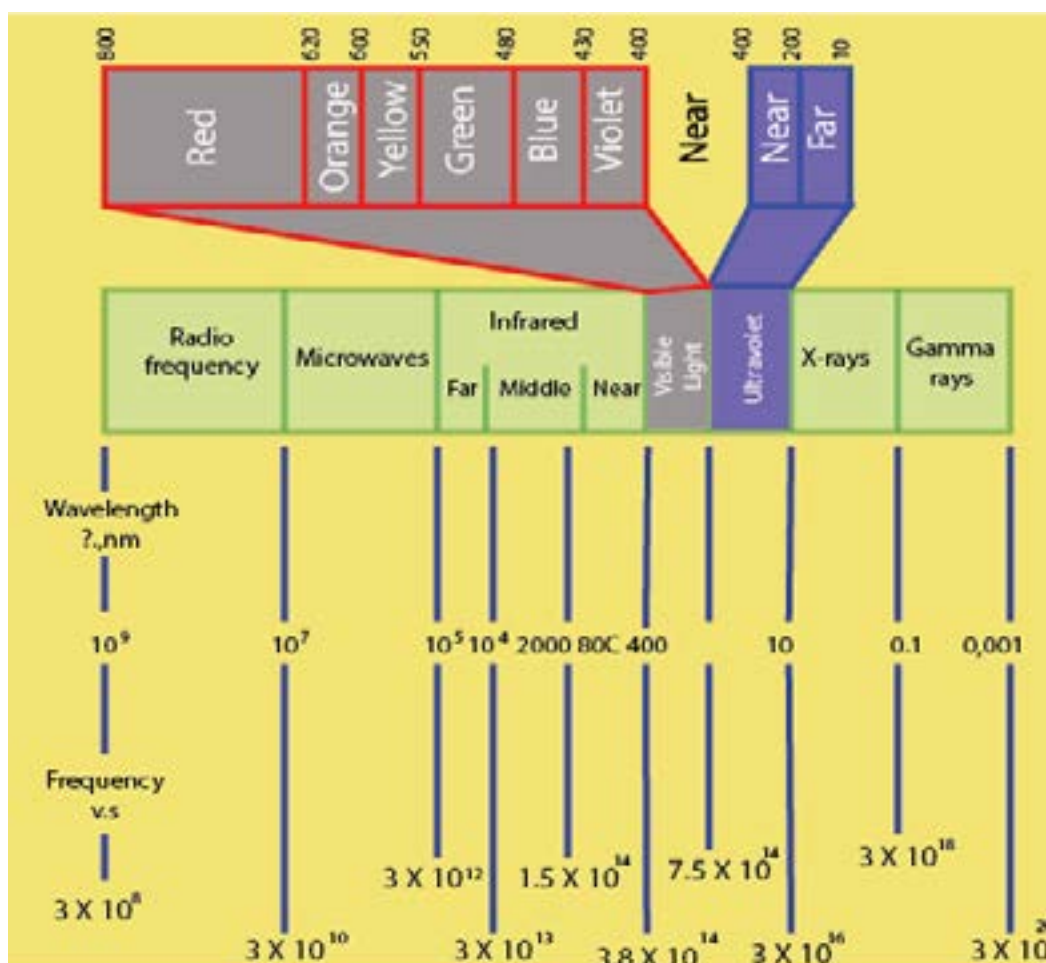 800 620 600 550 480 430 400 400 200 10
Red Orange Yellow Green Blue Violet Near Near Far
Radio
frequency
Microwaves
Infrared
Far Middle Near
Visible
Light
Ultravolet
X-rays
Gamma
rays
Wavelength
?.,nm
10⁹ 10⁷ 10⁵ 10⁴ 2000 80C 400 10 0.1 0,001
Frequency
v.s
3 X 10⁸ 3 X 10¹² 1.5 X 10¹⁴ 7.5 X 10¹⁴ 3 X 10¹⁸
3 X 10¹⁰ 3 X 10¹³ 3.8 X 10¹⁴ 3 X 10¹⁶ 3 X